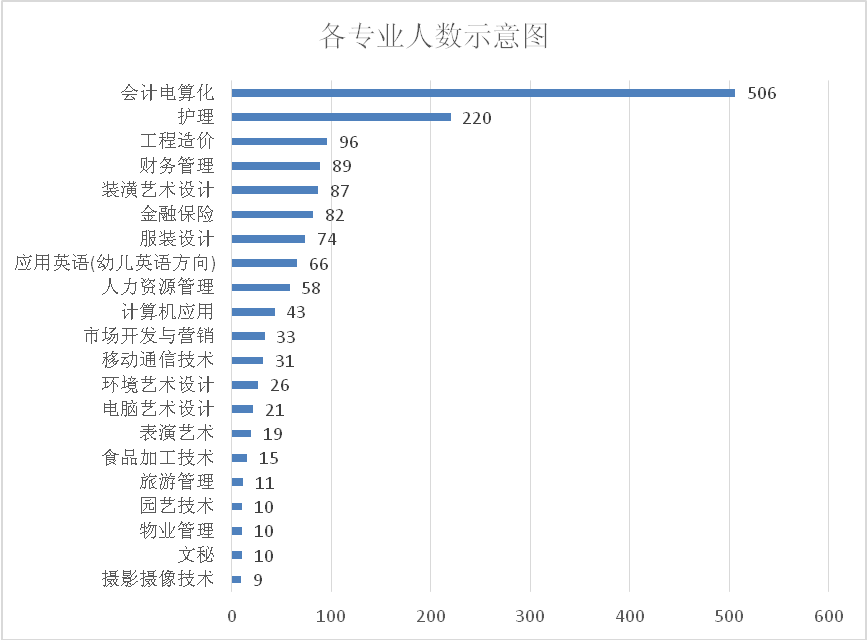 各专业人数示意图
会计电算化 506
护理 220
工程造价 96
财务管理 89
装潢艺术设计 87
金融保险 82
服装设计 74
应用英语(幼儿英语方向) 66
人力资源管理 58
计算机应用 43
市场开发与营销 33
移动通信技术 31
环境艺术设计 26
电脑艺术设计 21
表演艺术 19
食品加工技术 15
旅游管理 11
园艺技术 10
物业管理 10
文秘 10
摄影摄像技术 9
0 100 200 300 400 500 600